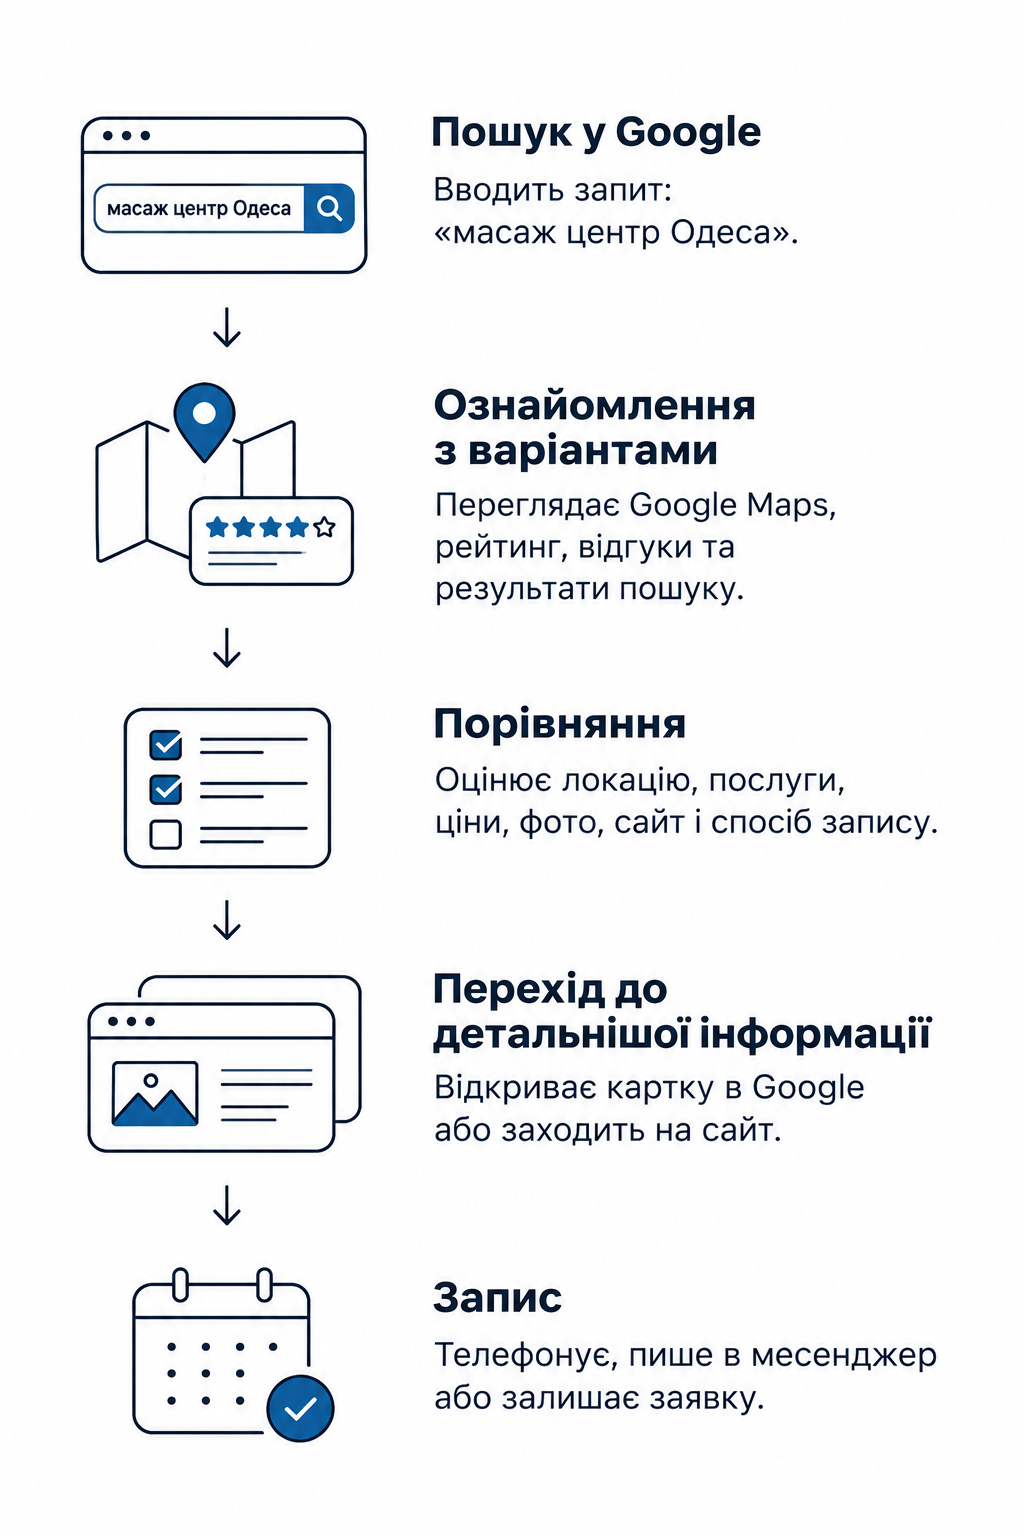 масаж центр Одеса
Пошук у Google
Вводить запит:
«масаж центр Одеса».
Ознайомлення
з варіантами
Переглядає Google Maps,
рейтинг, відгуки та
результати пошуку.
Порівняння
Оцінює локацію, послуги,
ціни, фото, сайт і спосіб запису.
Перехід до
детальнішої інформації
Відкриває картку в Google
або заходить на сайт.
Запис
Телефонує, пише в месенджер
або залишає заявку.